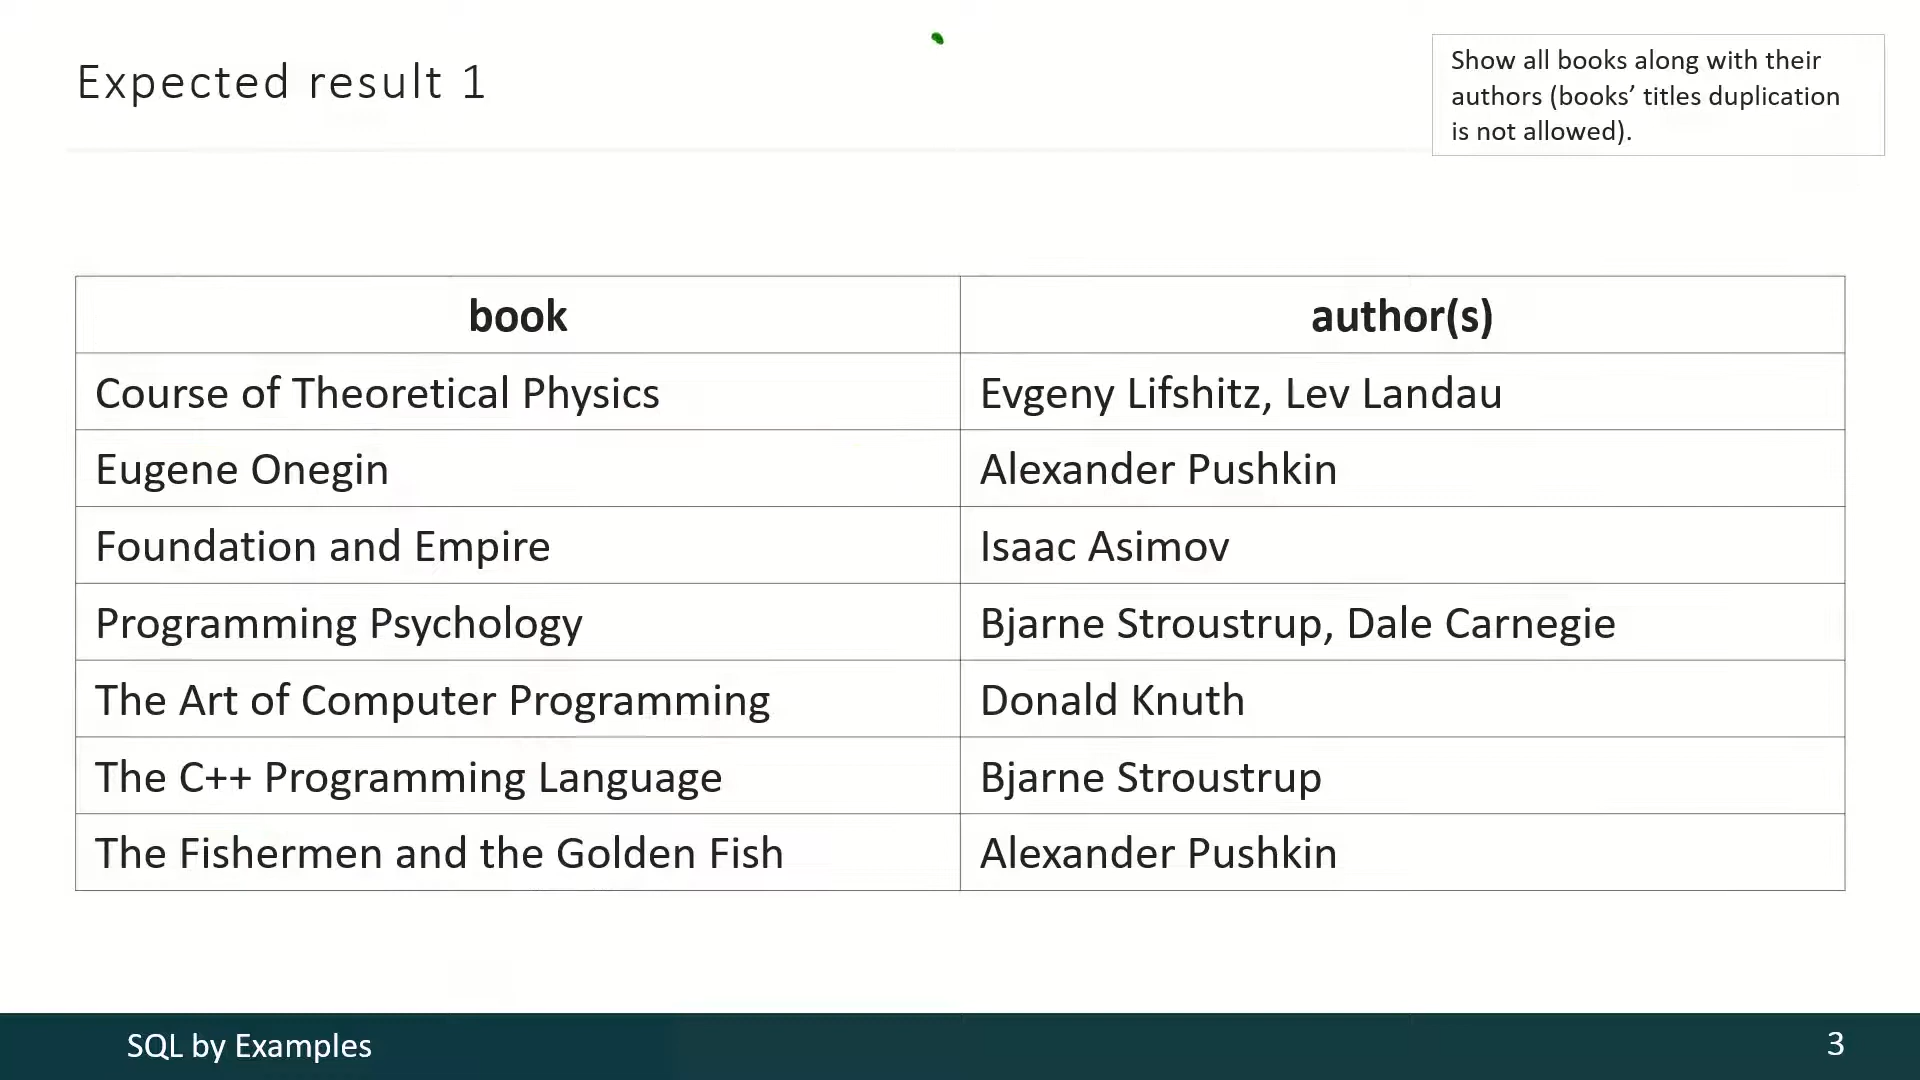 Expected result 1
Show all books along with their
authors (books’ titles duplication
is not allowed).
book author(s)
Course of Theoretical Physics Evgeny Lifshitz, Lev Landau
Eugene Onegin Alexander Pushkin
Foundation and Empire Isaac Asimov
Programming Psychology Bjarne Stroustrup, Dale Carnegie
The Art of Computer Programming Donald Knuth
The C++ Programming Language Bjarne Stroustrup
The Fishermen and the Golden Fish Alexander Pushkin
SQL by Examples 3